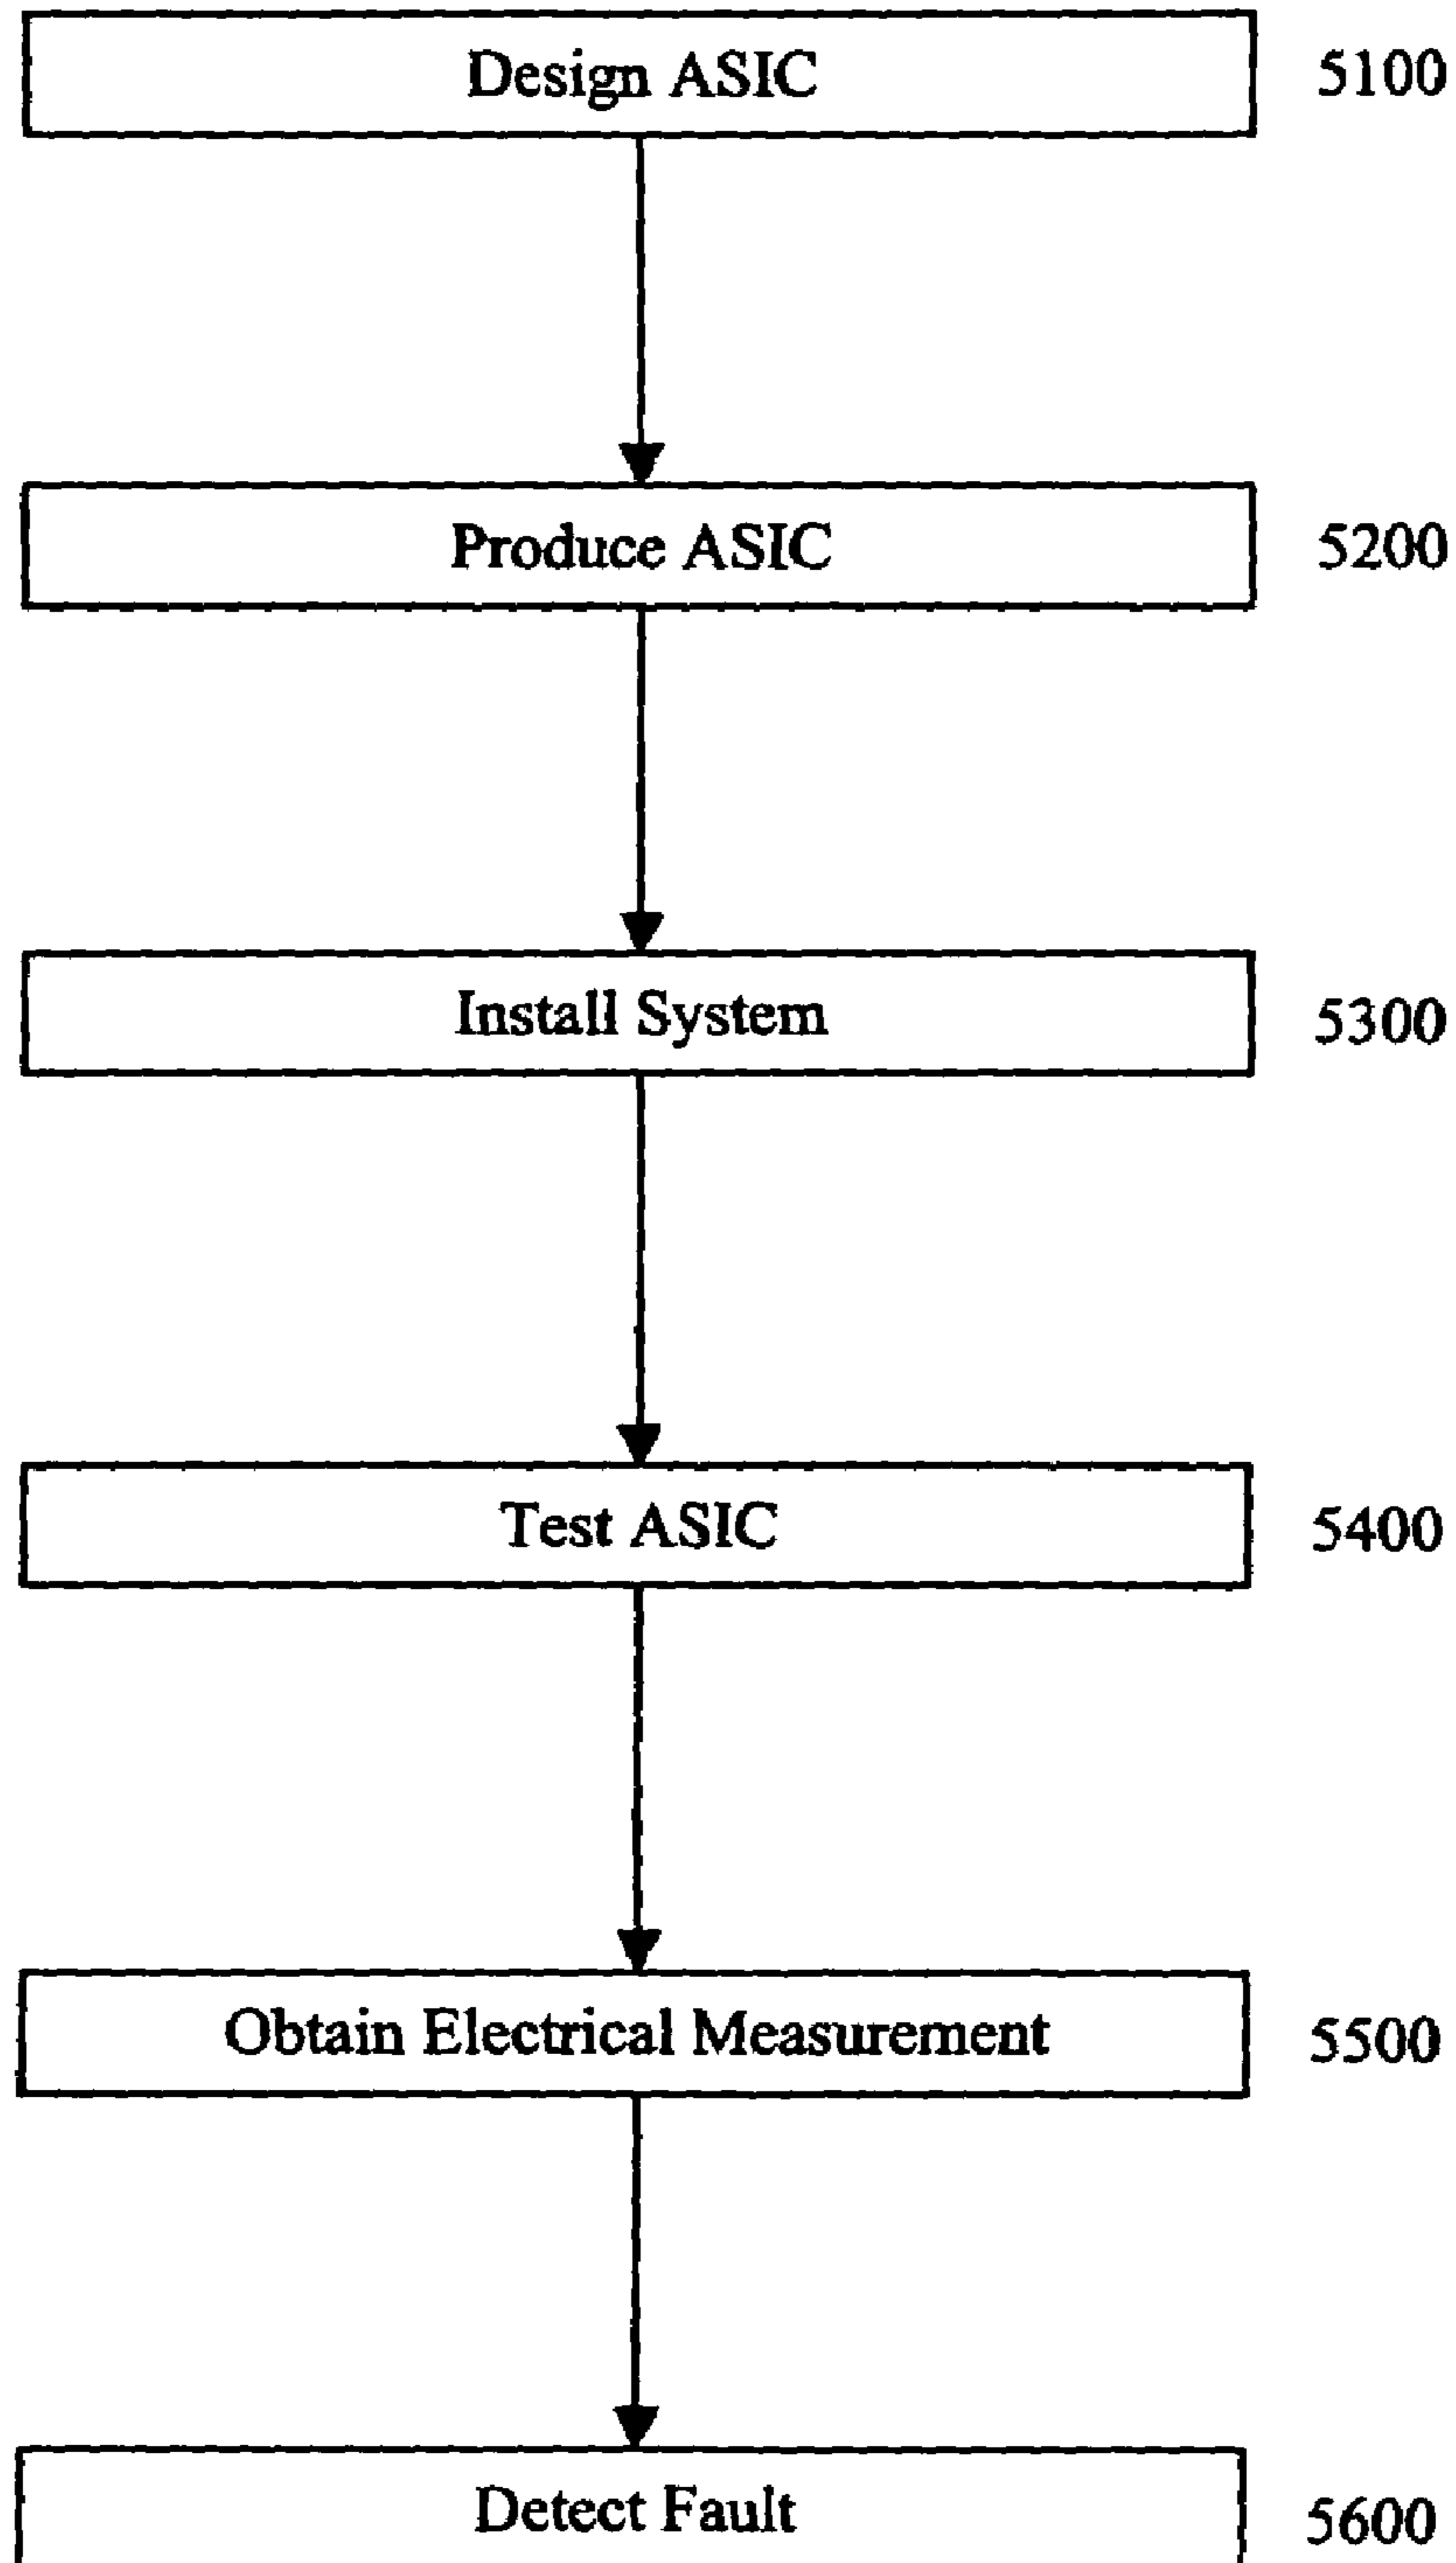 Design ASIC 5100
Produce ASIC 5200
Install System 5300
Test ASIC 5400
Obtain Electrical Measurement 5500
Detect Fault 5600